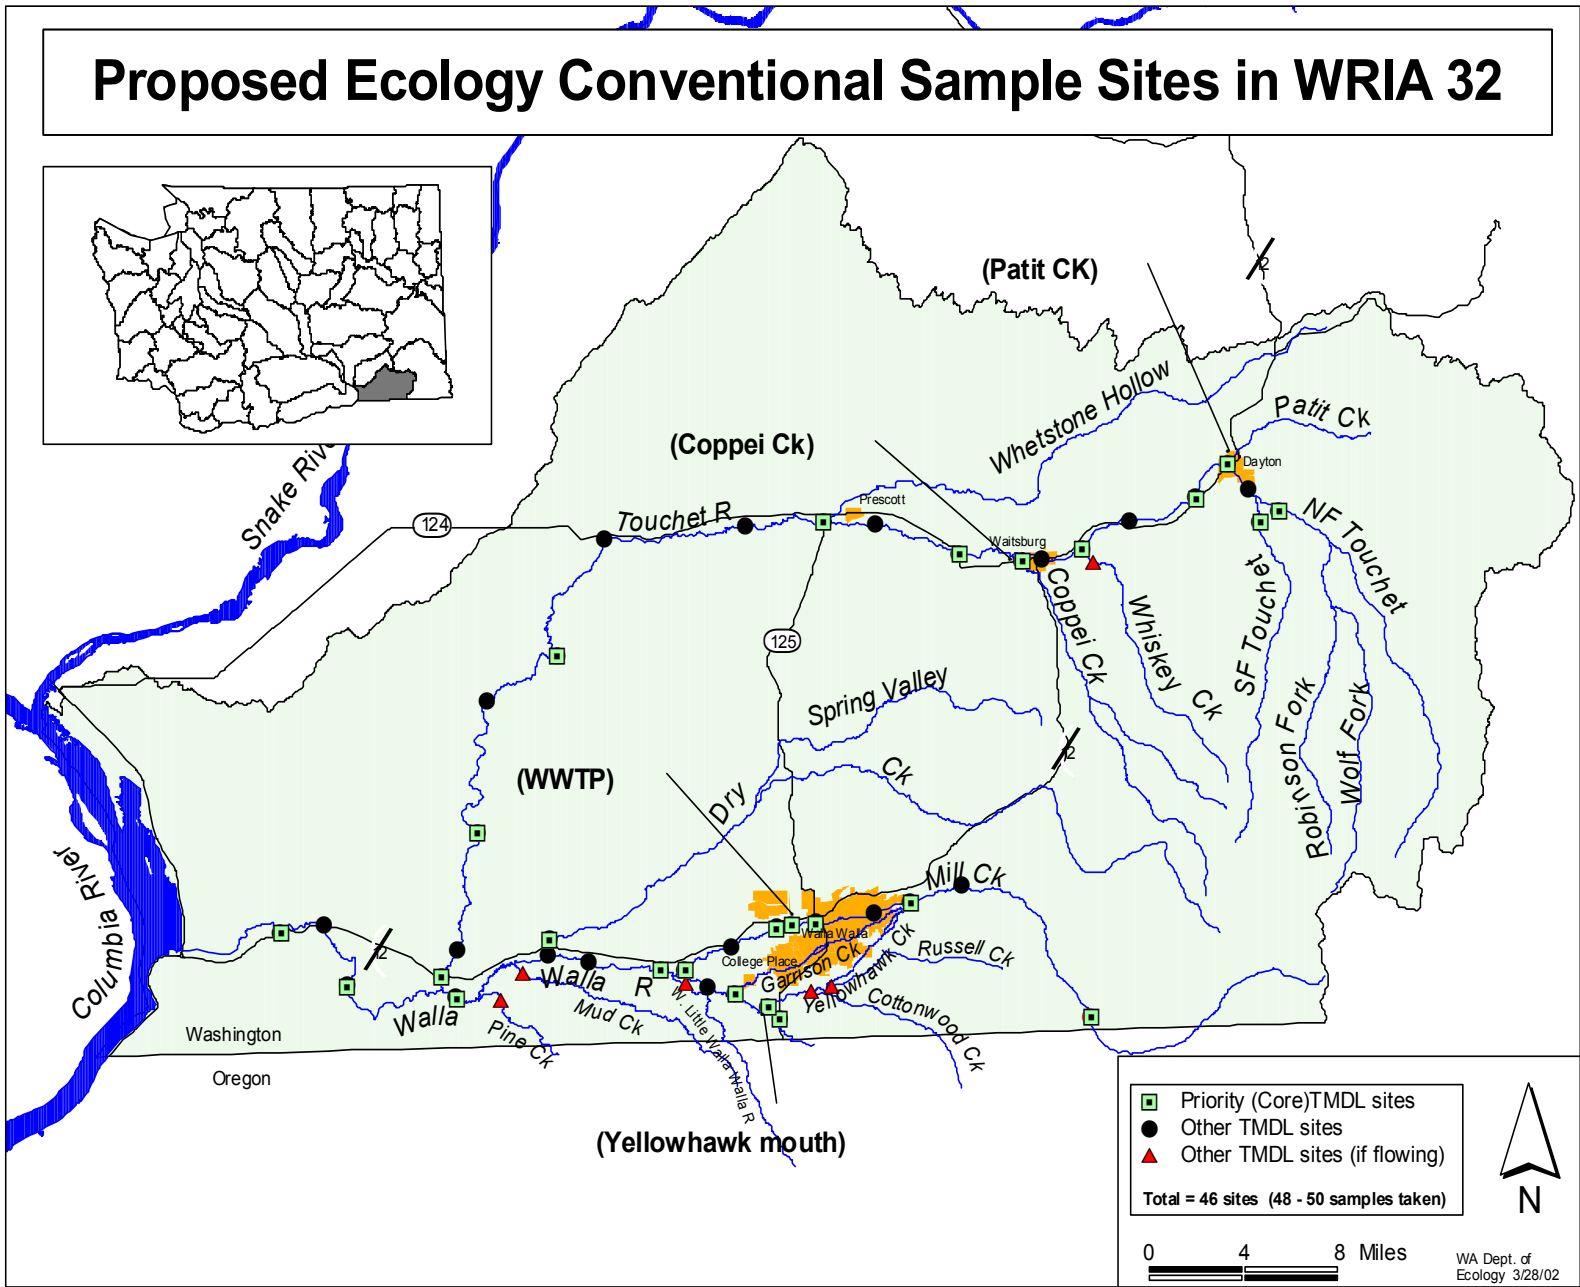 Proposed Ecology Conventional Sample Sites in WRIA 32
(Patit CK)
12
Whetstone Hollow
Patit Ck
(Coppei Ck)
Dayton
Snake River
124
Touchet R
Prescott
Waitsburg
NF Touchet
Coppei Ck
Whiskey Ck
SF Touchet
125
Robinson Fork
Wolf Fork
Spring Valley
12
(WWTP)
Dry Ck
Mill Ck
Columbia River
12
Walla Walla
College Place
Garrison Ck
Yellowhawk Ck
Russell Ck
Cottonwood Ck
Walla Walla R
W. Little Walla Walla R
Mud Ck
Pine Ck
Washington
Oregon
(Yellowhawk mouth)
Priority (Core)TMDL sites
Other TMDL sites
Other TMDL sites (if flowing)
Total = 46 sites (48 - 50 samples taken)
N
0 4 8 Miles
WA Dept. of
Ecology 3/28/02